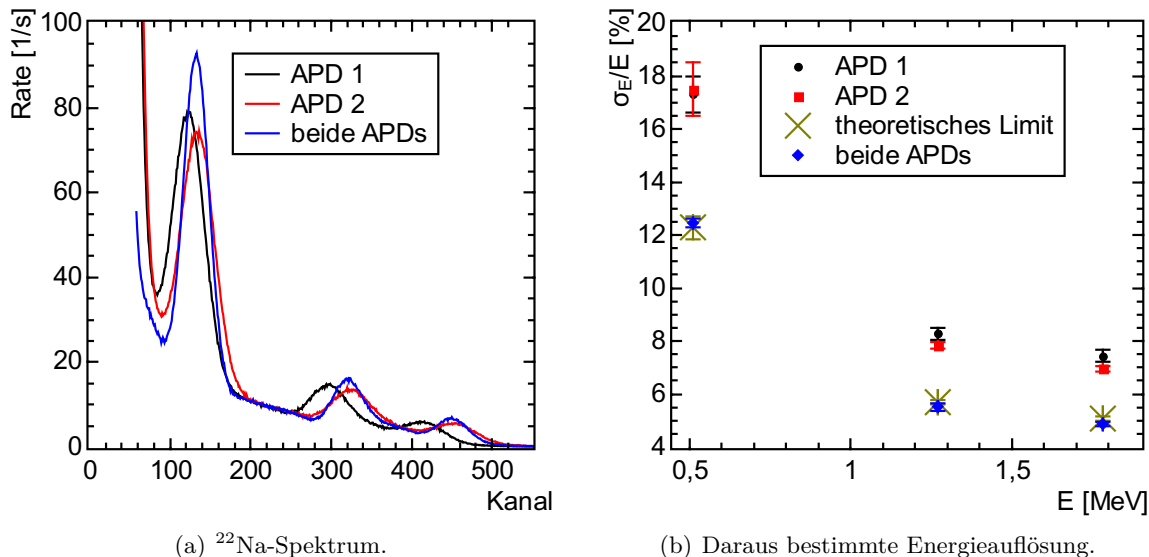 Rate [1/s]
100
80
60
40
20
0
0
100
200
300
400
500
Kanal
APD 1
APD 2
beide APDs
(a) ²²Na-Spektrum.
σE/E [%]
20
18
16
14
12
10
8
6
4
0,5
1
1,5
E [MeV]
APD 1
APD 2
theoretisches Limit
beide APDs
(b) Daraus bestimmte Energieauflösung.